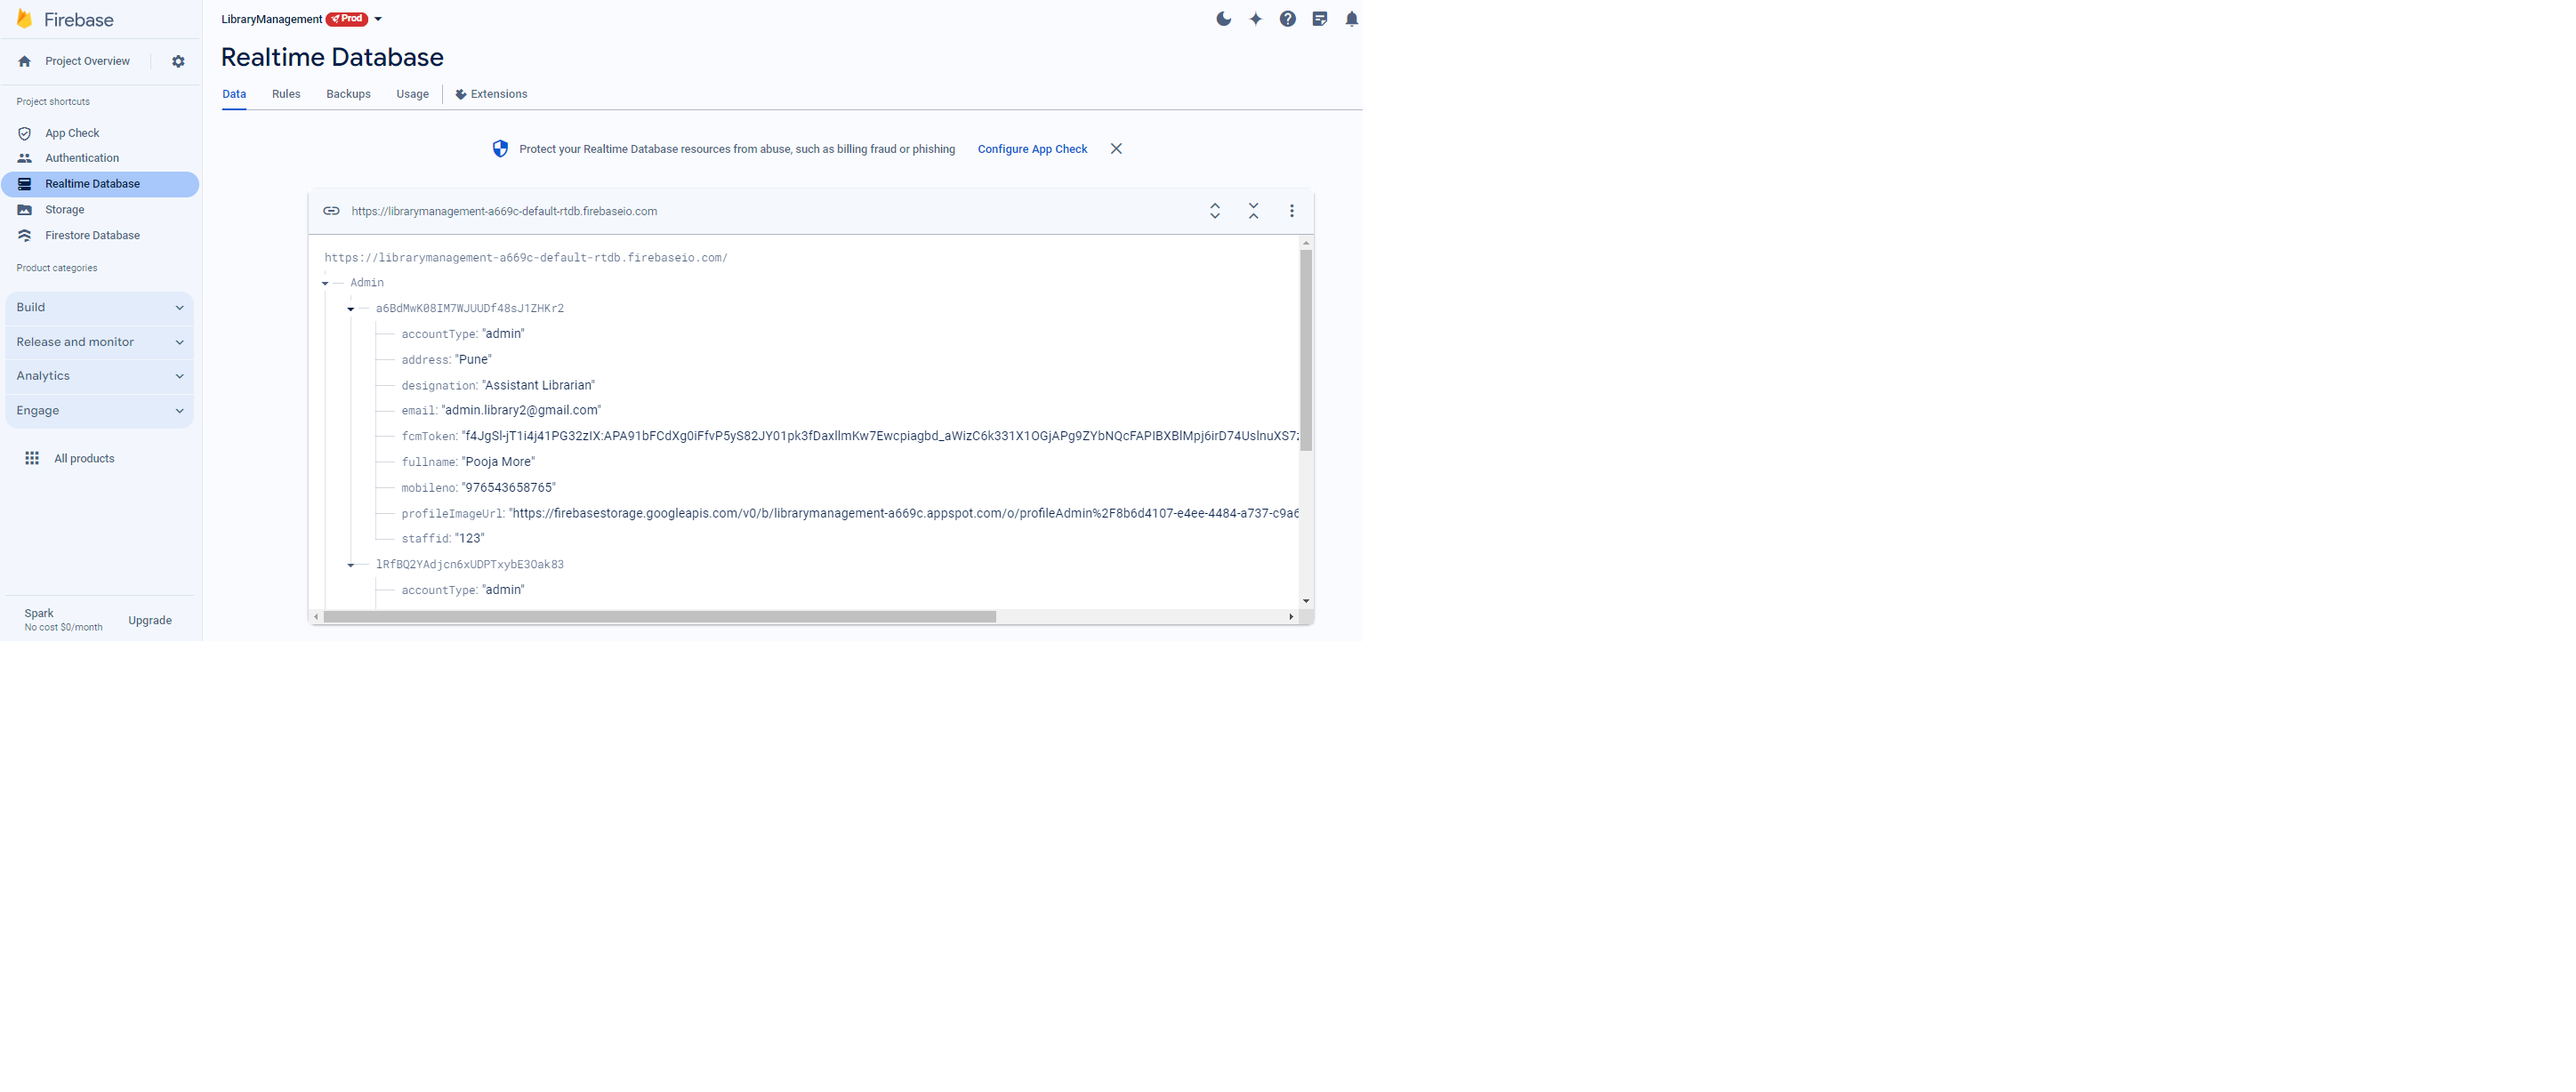 Firebase
LibraryManagement Prod
Project Overview
Realtime Database
Project shortcuts
Data Rules Backups Usage Extensions
App Check
Authentication
Realtime Database
Storage
Firestore Database
Product categories
Build
Release and monitor
Analytics
Engage
All products
Spark
No cost $0/month
Upgrade
Protect your Realtime Database resources from abuse, such as billing fraud or phishing Configure App Check
https://librarymanagement-a669c-default-rtdb.firebaseio.com
https://librarymanagement-a669c-default-rtdb.firebaseio.com/
Admin
a6BdMwK08IM7WJUUDf48sJ1ZHKr2
accountType: "admin"
address: "Pune"
designation: "Assistant Librarian"
email: "admin.library2@gmail.com"
fcmToken: "f4JgSl-jT1i4j41PG32zIX:APA91bFCdXg0iFfvP5yS82JY01pk3fDaxllmKw7Ewcpiagbd_aWizC6k331X1OGjAPg9ZYbNQcFAPIBXBlMpj6irD74UslnuXS7z
fullname: "Pooja More"
mobileno: "976543658765"
profileImageUrl: "https://firebasestorage.googleapis.com/v0/b/librarymanagement-a669c.appspot.com/o/profileAdmin%2F8b6d4107-e4ee-4484-a737-c9a6
staffid: "123"
lRfBQ2YAdjcn6xUDPTxybE3Oak83
accountType: "admin"